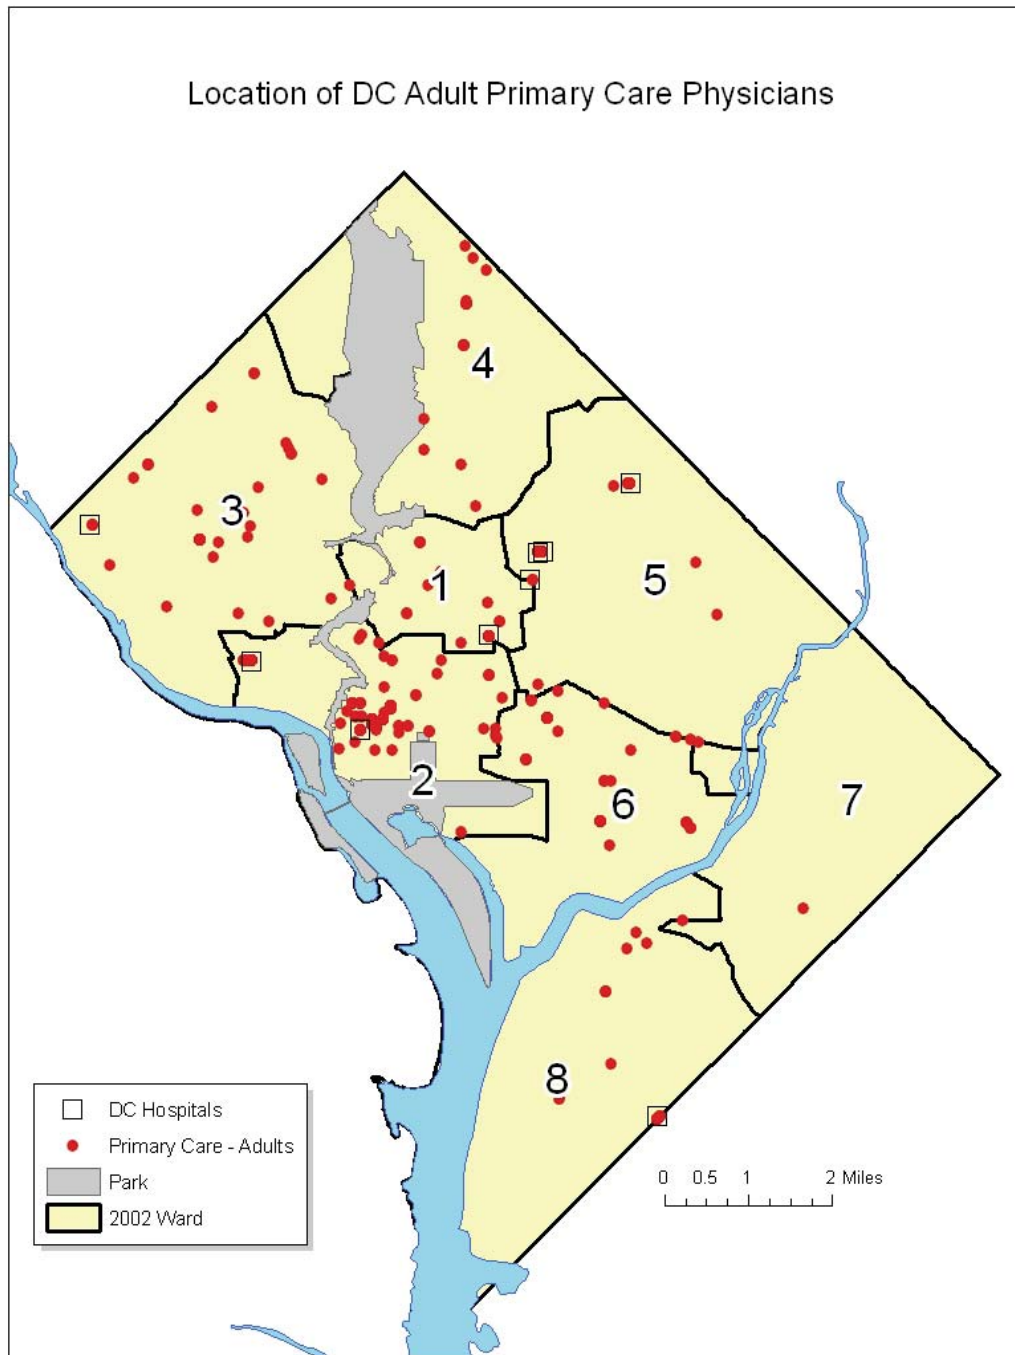 Location of DC Adult Primary Care Physicians
4
3
1
5
2
6
7
8
DC Hospitals
Primary Care - Adults
Park
2002 Ward
0 0.5 1 2 Miles